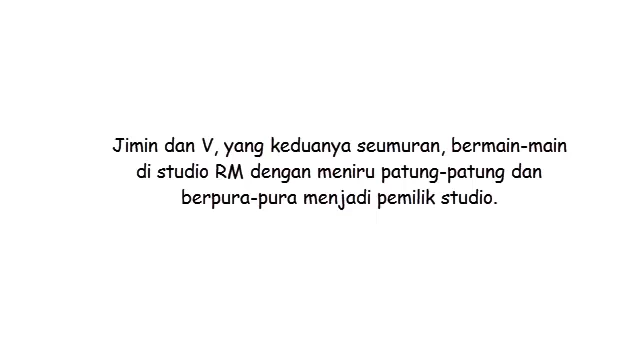 Jimin dan V, yang keduanya seumuran, bermain-main
di studio RM dengan meniru patung-patung dan
berpura-pura menjadi pemilik studio.